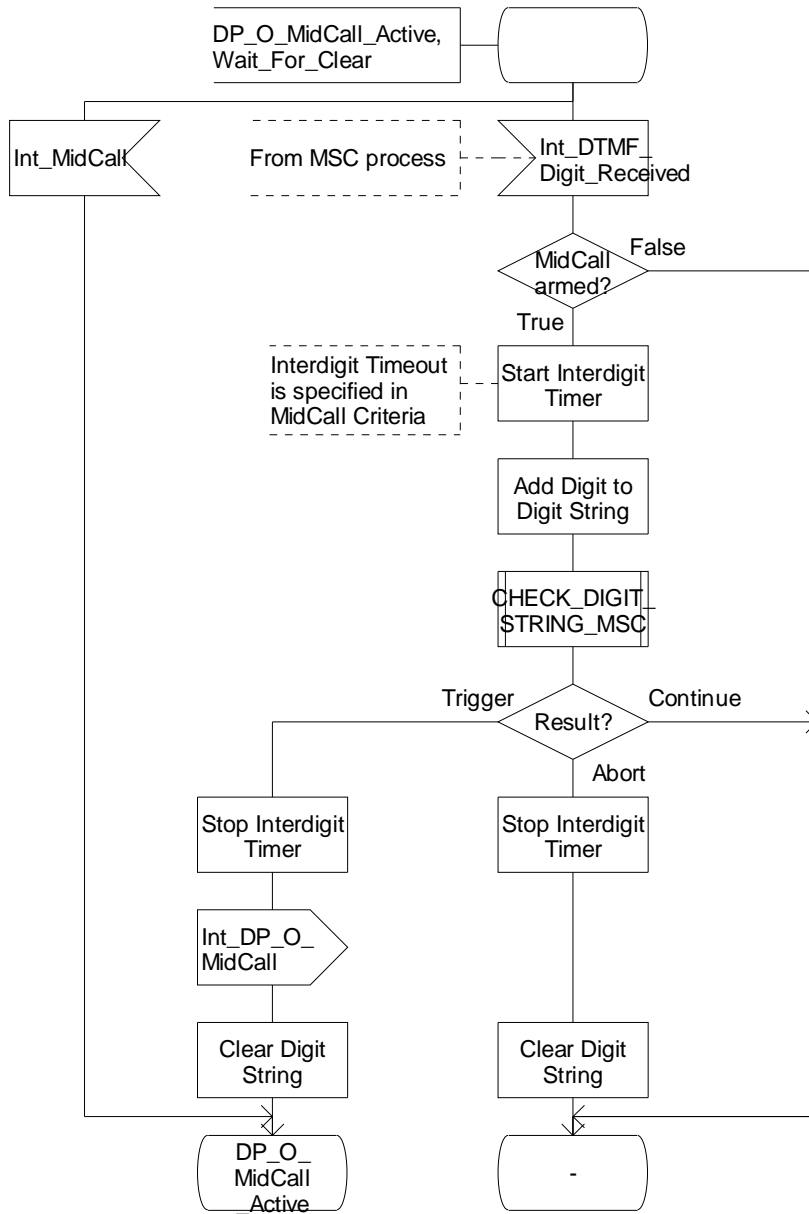 DP_O_MidCall_Active,
Wait_For_Clear
Int_MidCall
From MSC process
Int_DTMF_
Digit_Received
MidCall
armed?
False
True
Interdigit Timeout
is specified in
MidCall Criteria
Start Interdigit
Timer
Add Digit to
Digit String
CHECK_DIGIT_
STRING_MSC
Trigger
Result?
Continue
Abort
Stop Interdigit
Timer
Stop Interdigit
Timer
Int_DP_O_
MidCall
Clear Digit
String
Clear Digit
String
DP_O_
MidCall
_Active
-